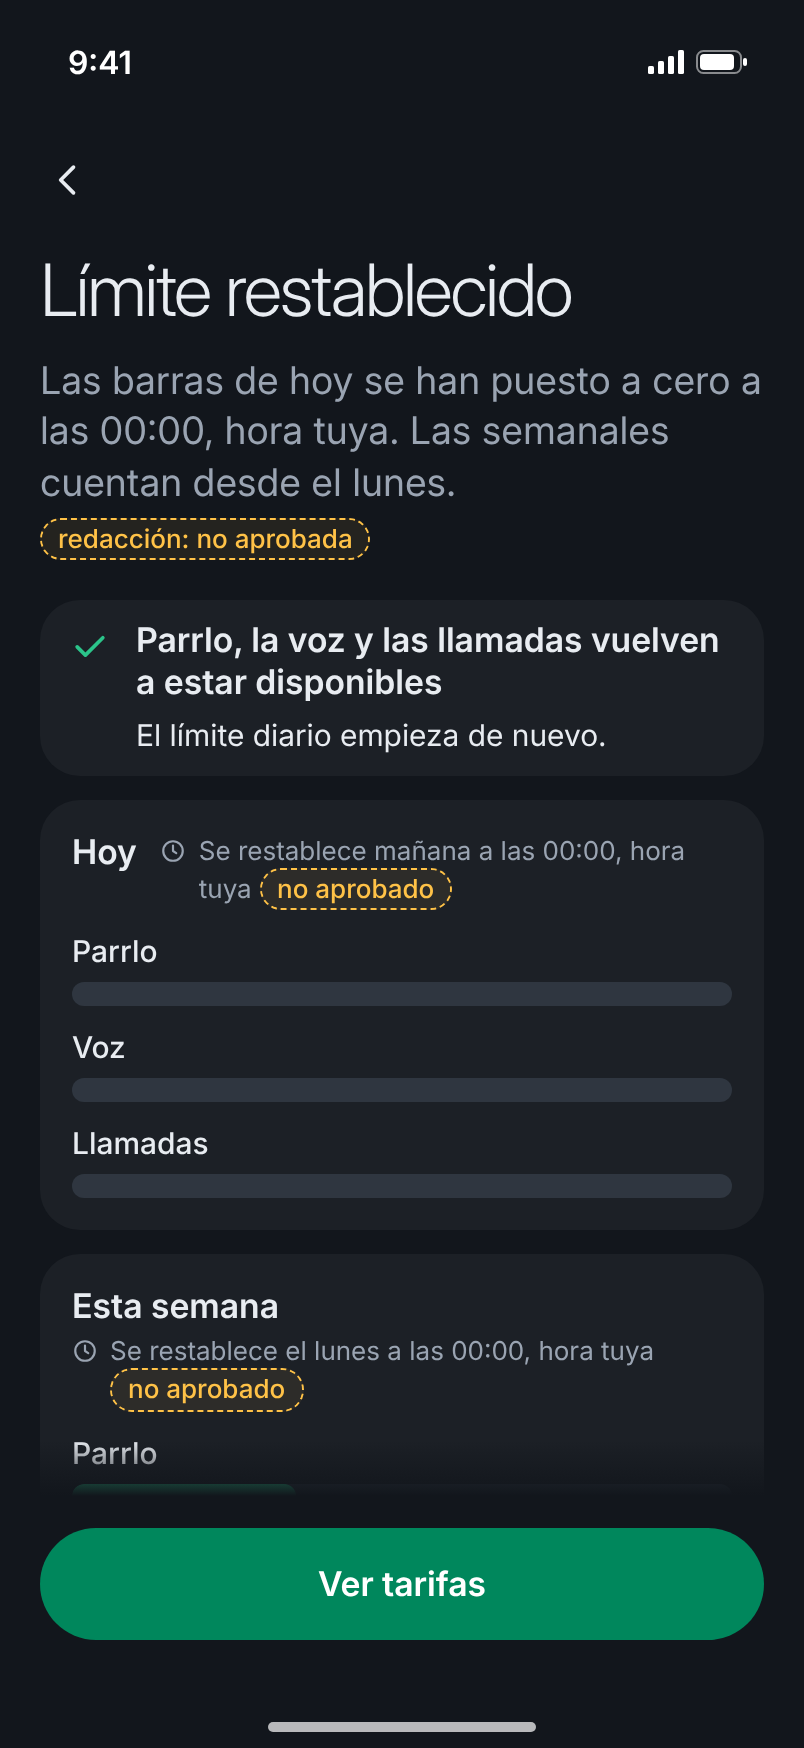 9:41
Límite restablecido
Las barras de hoy se han puesto a cero a
las 00:00, hora tuya. Las semanales
cuentan desde el lunes.
redacción: no aprobada
Parrlo, la voz y las llamadas vuelven
a estar disponibles
El límite diario empieza de nuevo.
Hoy Se restablece mañana a las 00:00, hora
tuya no aprobado
Parrlo
Voz
Llamadas
Esta semana
Se restablece el lunes a las 00:00, hora tuya
no aprobado
Parrlo
Ver tarifas